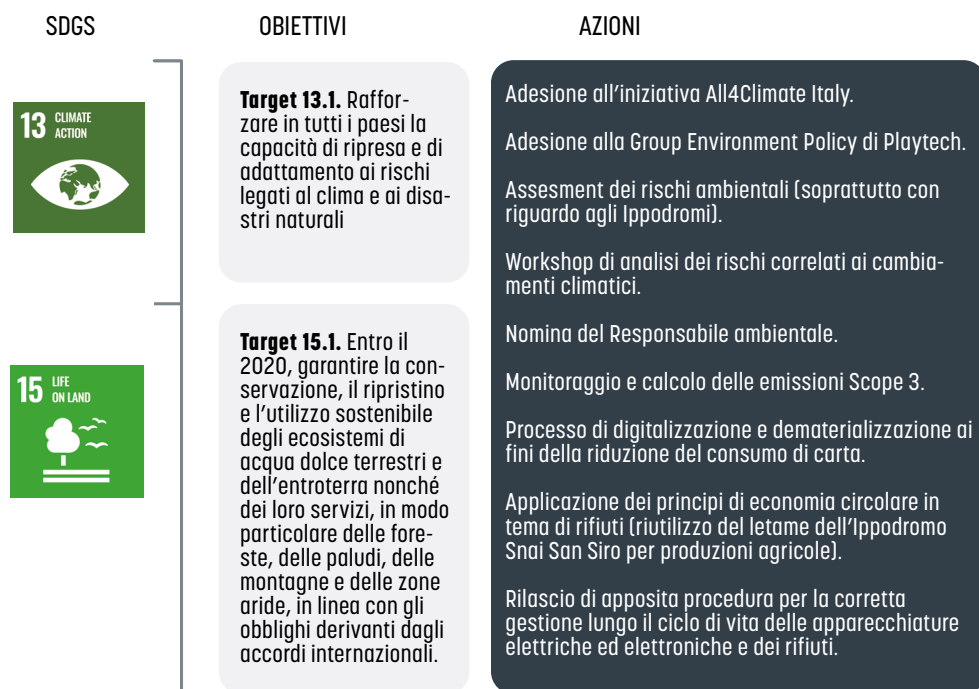 SDGS
OBIETTIVI
AZIONI
13 CLIMATE
ACTION
Target 13.1. Raffor-
zare in tutti i paesi la
capacità di ripresa e di
adattamento ai rischi
legati al clima e ai disa-
stri naturali
15 LIFE
ON LAND
Target 15.1. Entro il
2020, garantire la con-
servazione, il ripristino
e l'utilizzo sostenibile
degli ecosistemi di
acqua dolce terrestri e
dell'entroterra nonché
dei loro servizi, in modo
particolare delle fore-
ste, delle paludi, delle
montagne e delle zone
aride, in linea con gli
obblighi derivanti dagli
accordi internazionali.
Adesione all'iniziativa All4Climate Italy.
Adesione alla Group Environment Policy di Playtech.
Assesment dei rischi ambientali (soprattutto con
riguardo agli Ippodromi).
Workshop di analisi dei rischi correlati ai cambia-
menti climatici.
Nomina del Responsabile ambientale.
Monitoraggio e calcolo delle emissioni Scope 3.
Processo di digitalizzazione e dematerializzazione ai
fini della riduzione del consumo di carta.
Applicazione dei principi di economia circolare in
tema di rifiuti (riutilizzo del letame dell'Ippodromo
Snai San Siro per produzioni agricole).
Rilascio di apposita procedura per la corretta
gestione lungo il ciclo di vita delle apparecchiature
elettriche ed elettroniche e dei rifiuti.